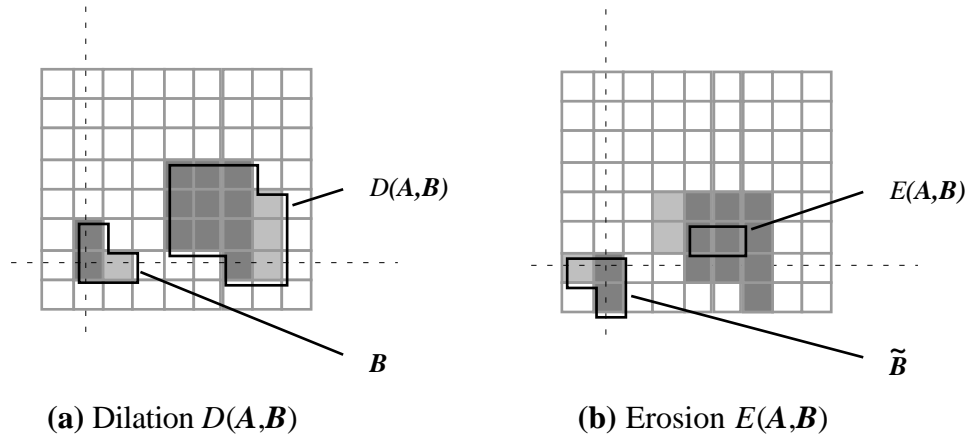 D(A,B)
E(A,B)
B
B̃
(a) Dilation D(A,B)
(b) Erosion E(A,B)